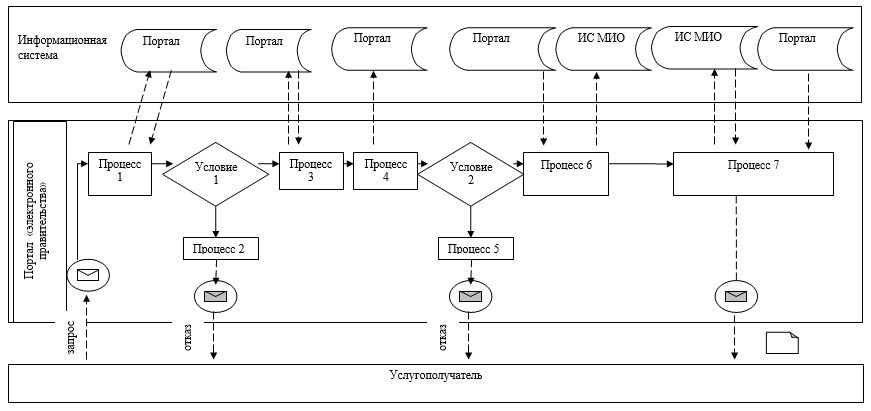 Информационная
система
Портал
Портал
Портал
Портал
ИС МИО
ИС МИО
Портал
Портал «электронного
правительства»
Процесс
1
Условие
1
Процесс
3
Процесс
4
Условие
2
Процесс 6
Процесс 7
Процесс 2
Процесс 5
запрос
отказ
отказ
Услугополучатель